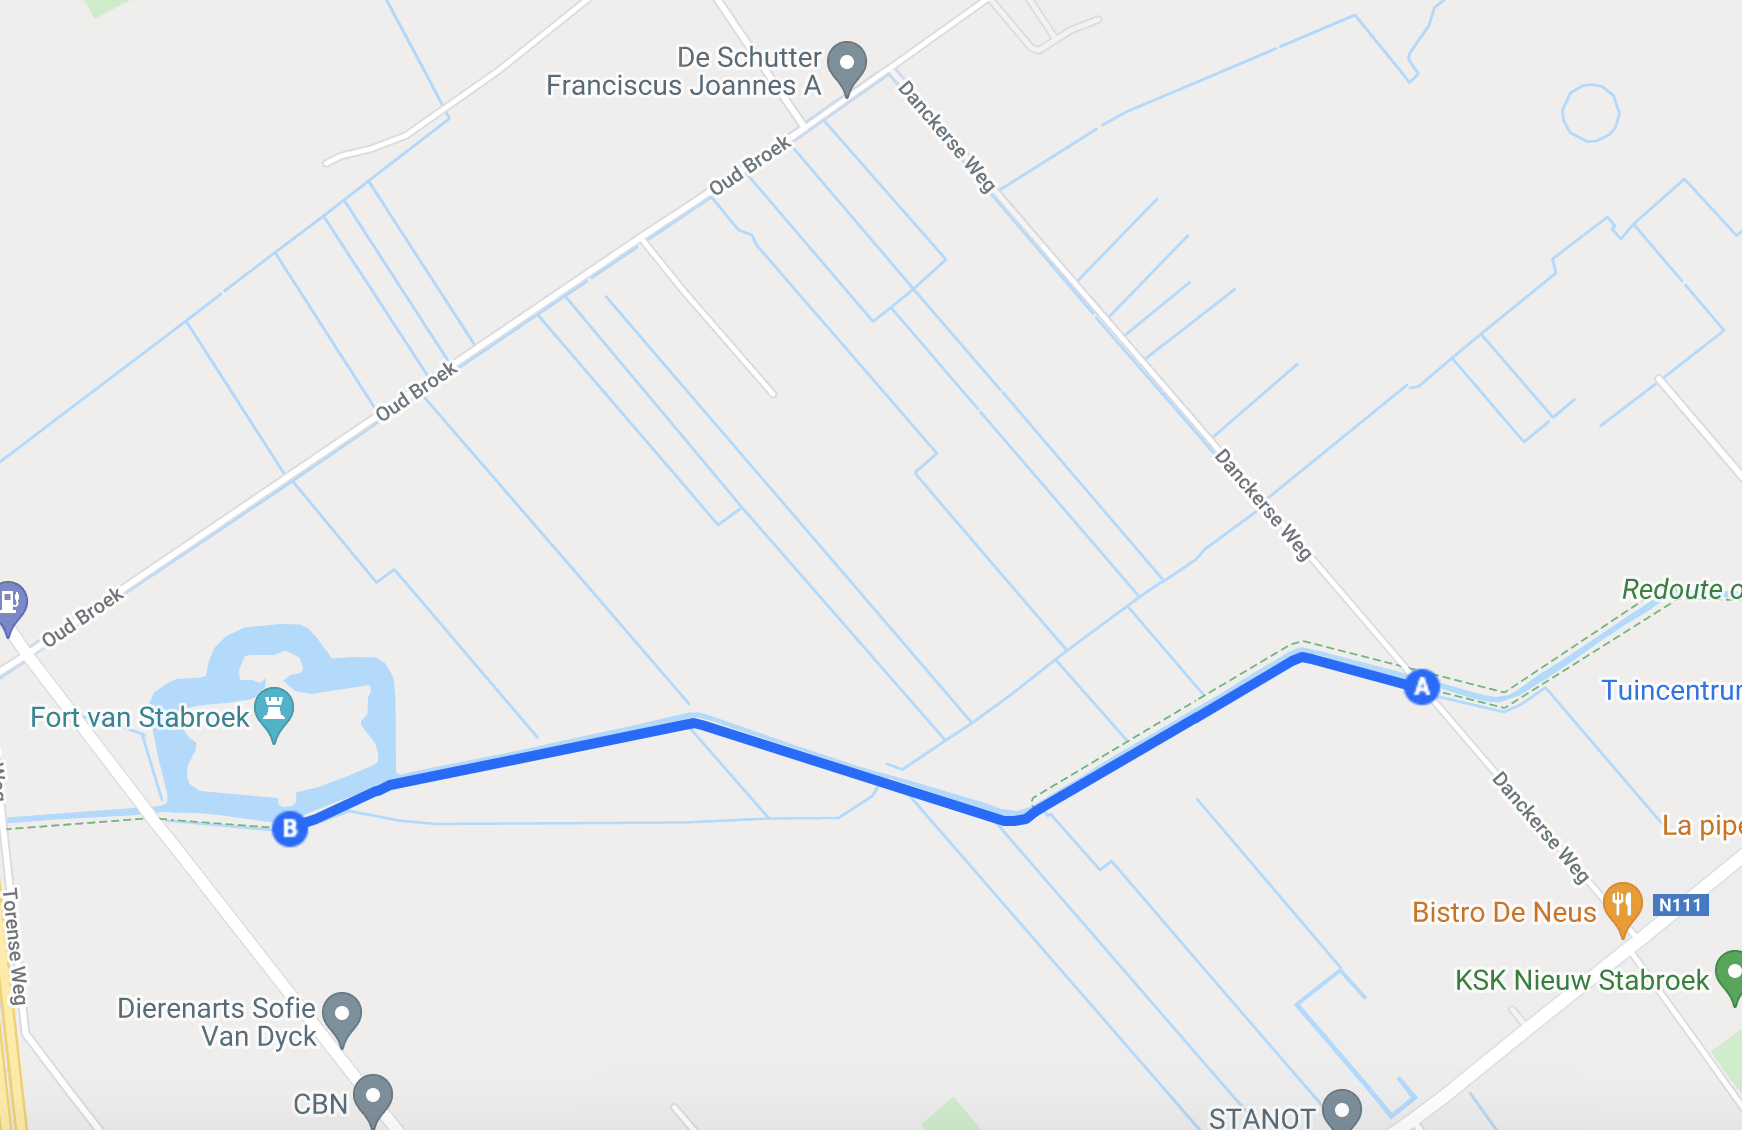 De Schutter
Franciscus Joannes A
Danckerse Weg
Oud Broek
Oud Broek
Danckerse Weg
Oud Broek
Redoute
A
Tuincentrum
Fort van Stabroek
B
Danckerse Weg
La pipe
Torense Weg
Bistro De Neus
N111
KSK Nieuw Stabroek
Dierenarts Sofie
Van Dyck
CBN
STANOT